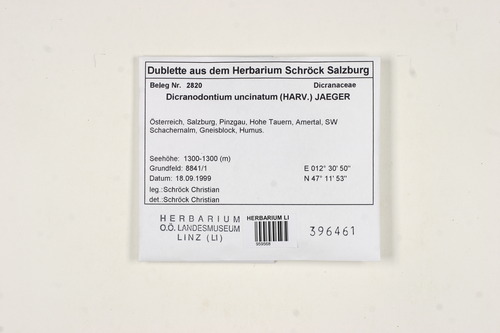 Dublette aus dem Herbarium Schröck Salzburg
Beleg Nr. 2820 Dicranaceae
Dicranodontium uncinatum (HARV.) JAEGER
Österreich, Salzburg, Pinzgau, Hohe Tauern, Amertal, SW
Schachernalm, Gneisblock, Humus.
Seehöhe: 1300-1300 (m)
Grundfeld: 8841/1 E 012° 30' 50"
Datum: 18.09.1999 N 47° 11' 53"
leg.:Schröck Christian
det.:Schröck Christian
HERBARIUM
O.Ö. LANDESMUSEUM
LINZ (LI)
HERBARIUM LI
396461